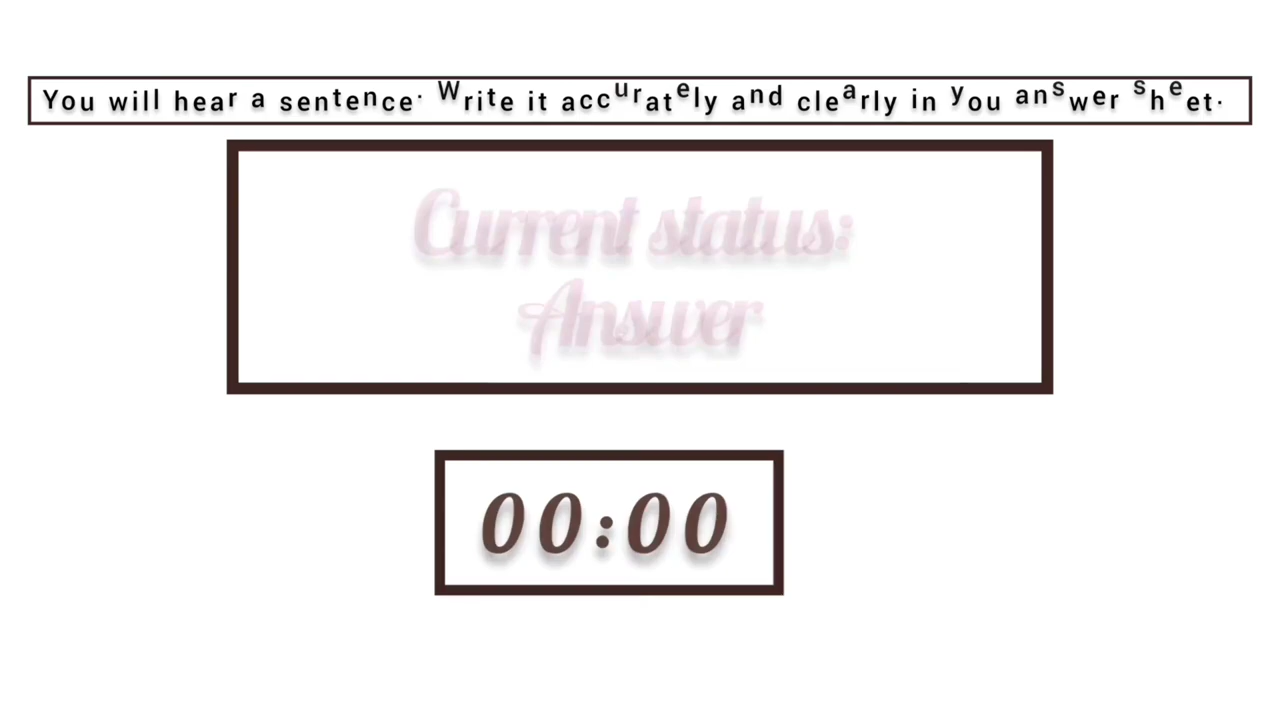 You will hear a sentence. Write it accurately and clearly in you answer sheet.
Current status:
Answer
00:00